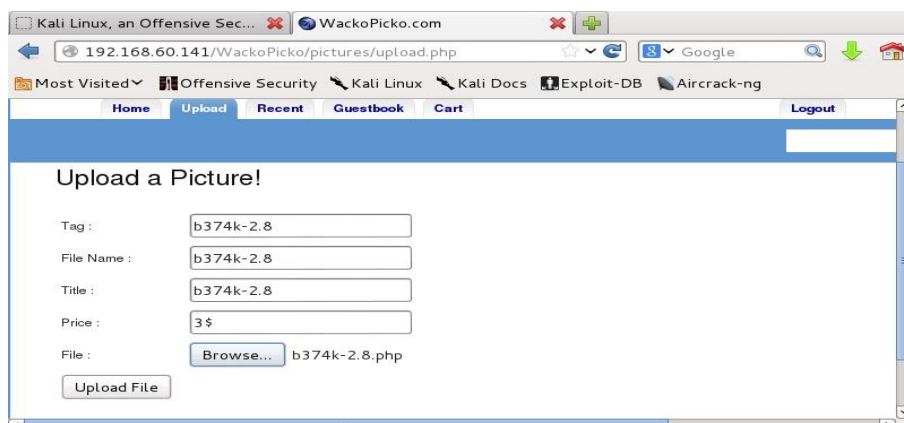 Kali Linux, an Offensive Sec... WackoPicko.com
192.168.60.141/WackoPicko/pictures/upload.php Google
Most Visited Offensive Security Kali Linux Kali Docs Exploit-DB Aircrack-ng
Home Upload Recent Guestbook Cart Logout
Upload a Picture!
Tag : b374k-2.8
File Name : b374k-2.8
Title : b374k-2.8
Price : 3$
File : Browse... b374k-2.8.php
Upload File